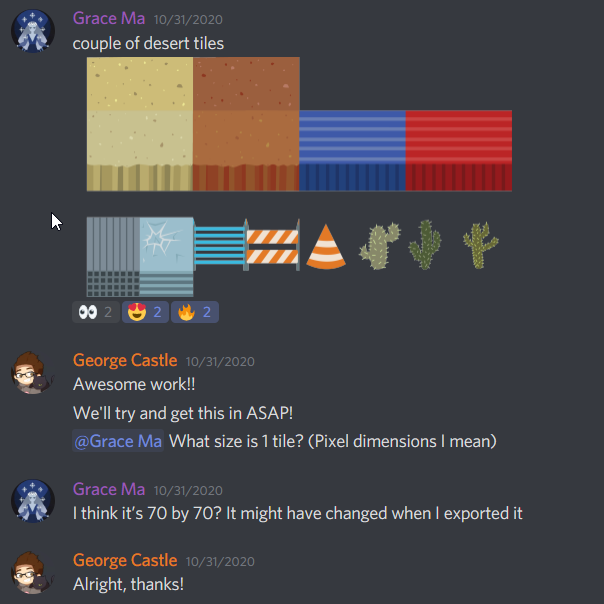 Grace Ma 10/31/2020
couple of desert tiles
2 2 2
George Castle 10/31/2020
Awesome work!!
We'll try and get this in ASAP!
@Grace Ma What size is 1 tile? (Pixel dimensions I mean)
Grace Ma 10/31/2020
I think it's 70 by 70? It might have changed when I exported it
George Castle 10/31/2020
Alright, thanks!